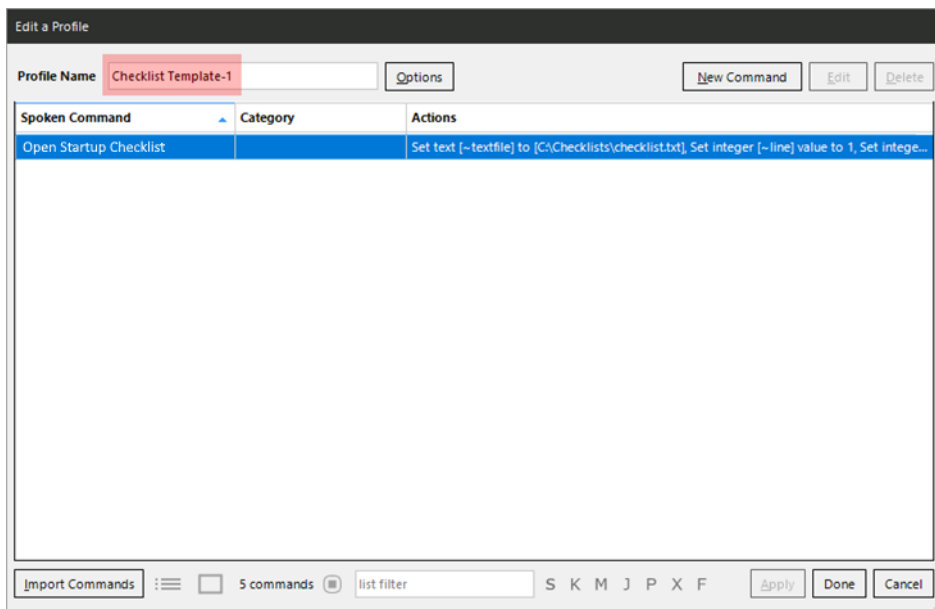 Edit a Profile
Profile Name Checklist Template-1 Options New Command Edit Delete
Spoken Command Category Actions
Open Startup Checklist Set text [~textfile] to [C:\Checklists\checklist.txt], Set integer [~line] value to 1, Set intege...
Import Commands 5 commands list filter S K M J P X F Apply Done Cancel